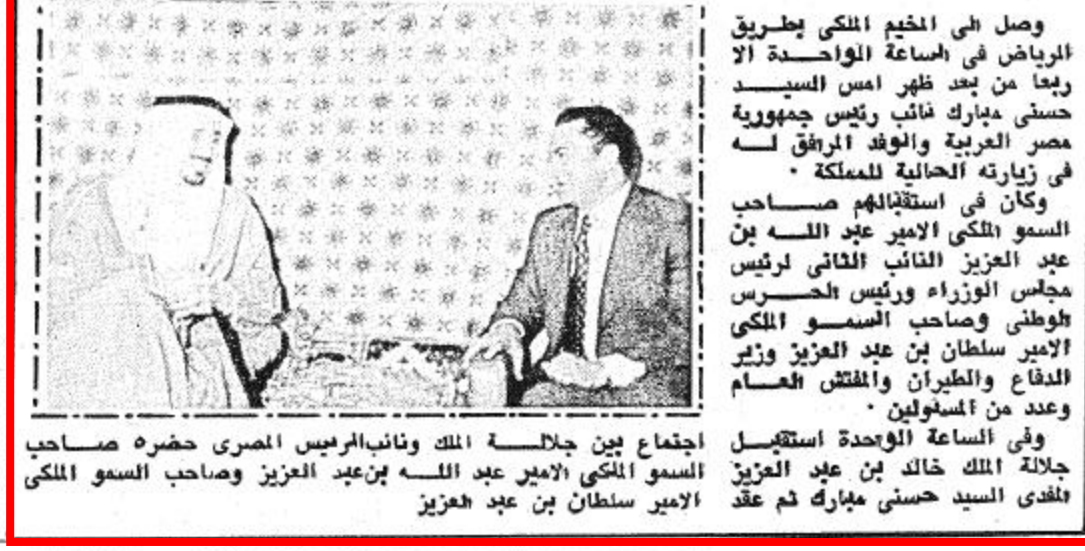 وصل الى المخيم الملكى بطريق
الرياض فى الساعة الواحدة الا
ربعا من بعد ظهر امس السيد
حسنى مبارك نائب رئيس جمهورية
مصر العربية والوفد المرافق له
فى زيارته الحالية للمملكة ٠
وكان فى استقبالهم صاحب
السمو الملكى الامير عبد الله بن
عبد العزيز النائب الثانى لرئيس
مجلس الوزراء ورئيس الحرس
الوطنى وصاحب السمو الملكى
الامير سلطان بن عبد العزيز وزير
الدفاع والطيران والمفتش العام
وعدد من المسئولين ٠
وفى الساعة الواحدة استقبل
جلالة الملك خالد بن عبد العزيز
المفدى السيد حسنى مبارك ثم عقد
اجتماع بين جلالة الملك ونائب الرئيس المصرى حضره صاحب
السمو الملكى الامير عبد الله بن عبد العزيز وصاحب السمو الملكى
الامير سلطان بن عبد العزيز